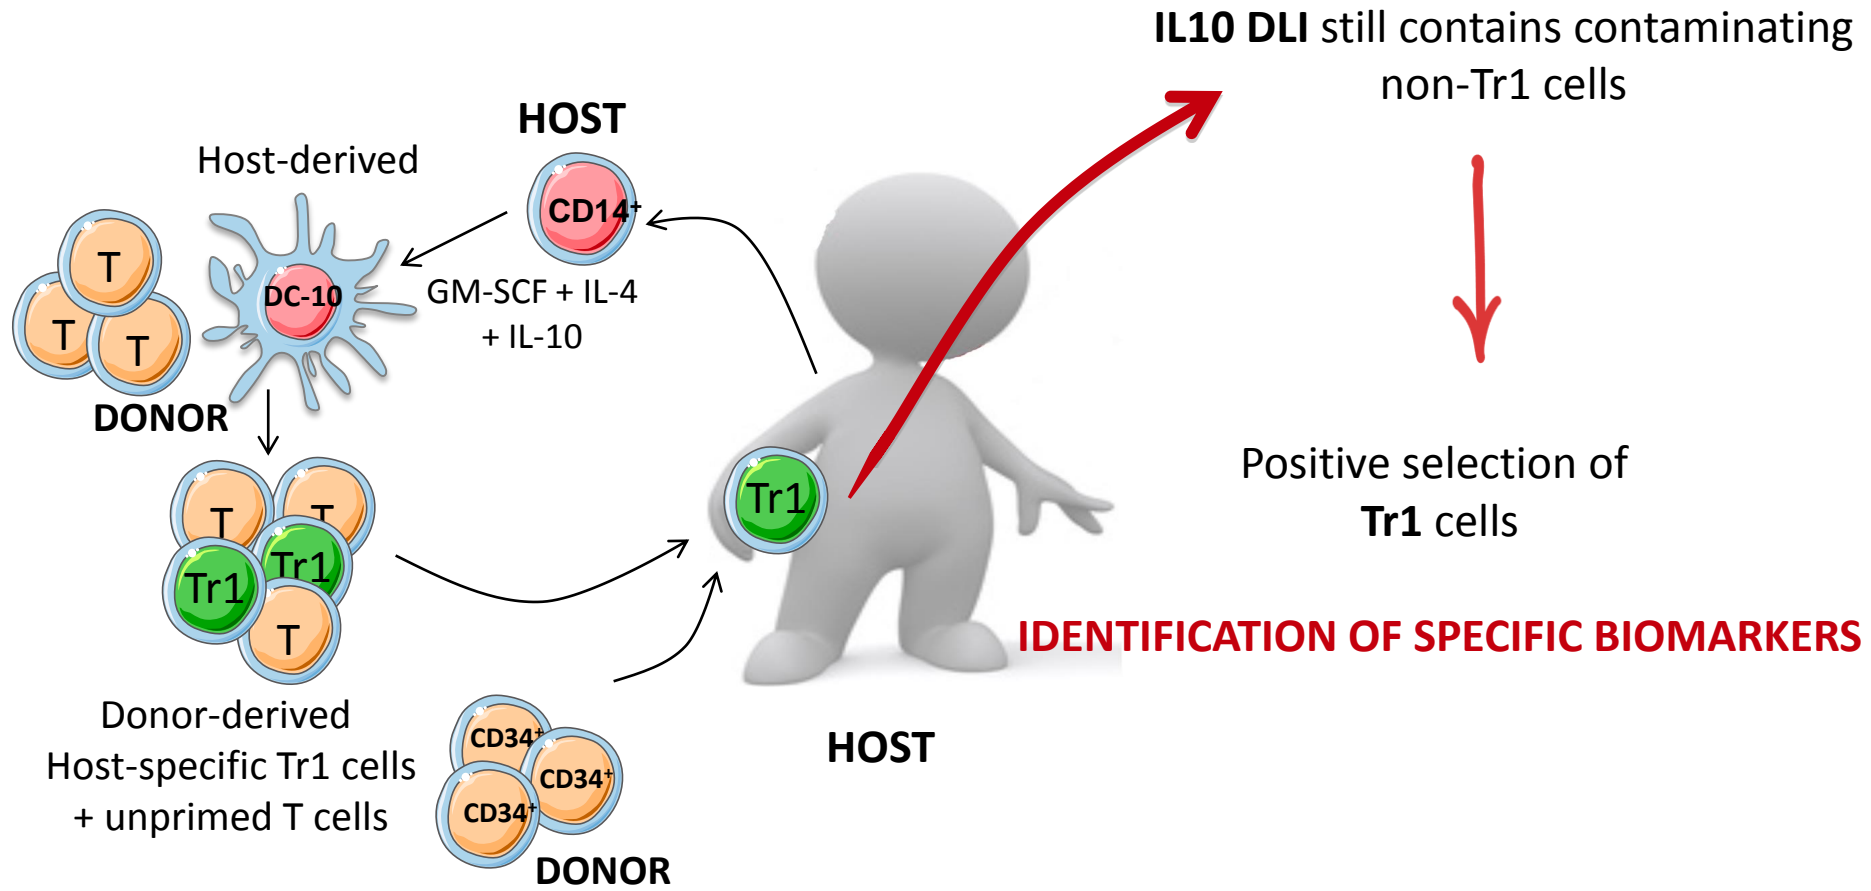 IL10 DLI still contains contaminating
non-Tr1 cells
HOST
Host-derived
CD14+
T
T
T
DC-10
GM-SCF + IL-4
+ IL-10
DONOR
T
T
Tr1
Tr1
T
Tr1
Positive selection of
Tr1 cells
IDENTIFICATION OF SPECIFIC BIOMARKERS
Donor-derived
Host-specific Tr1 cells
+ unprimed T cells
CD34+
CD34+
CD34+
DONOR
HOST